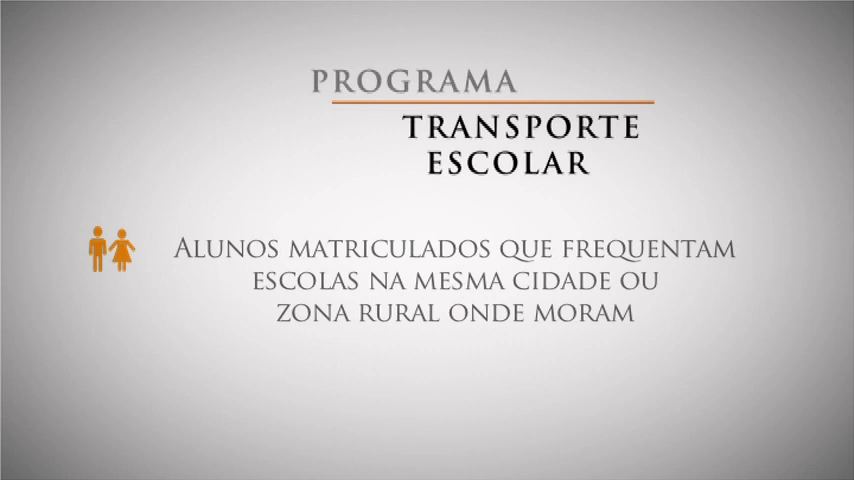 PROGRAMA
TRANSPORTE
ESCOLAR
ALUNOS MATRICULADOS QUE FREQUENTAM
ESCOLAS NA MESMA CIDADE OU
ZONA RURAL ONDE MORAM